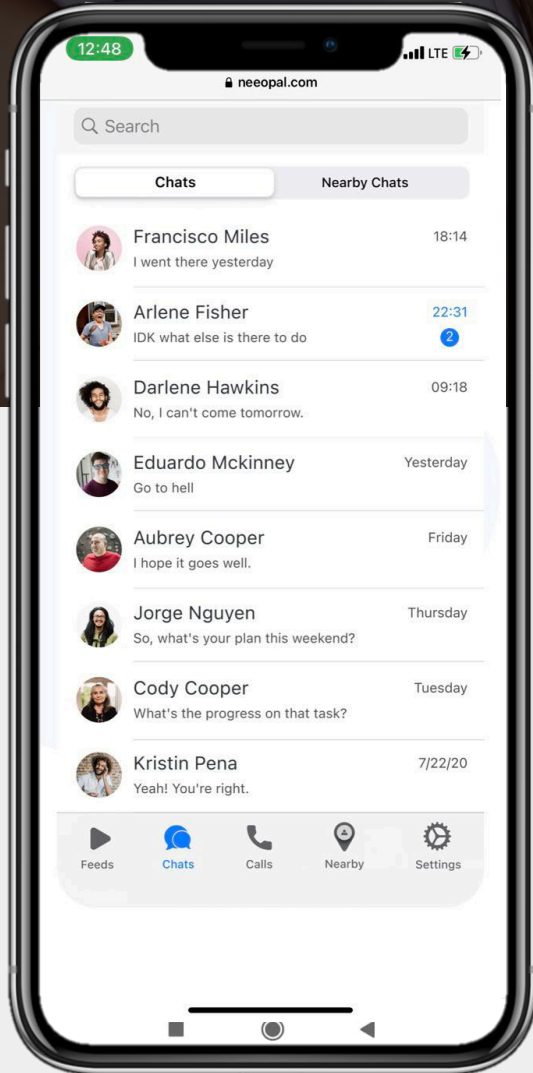 12:48
LTE
neeopal.com
Search
Chats
Nearby Chats
Francisco Miles
18:14
I went there yesterday
Arlene Fisher
22:31
IDK what else is there to do
2
Darlene Hawkins
09:18
No, I can't come tomorrow.
Eduardo Mckinney
Yesterday
Go to hell
Aubrey Cooper
Friday
I hope it goes well.
Jorge Nguyen
Thursday
So, what's your plan this weekend?
Cody Cooper
Tuesday
What's the progress on that task?
Kristin Pena
7/22/20
Yeah! You're right.
Feeds
Chats
Calls
Nearby
Settings